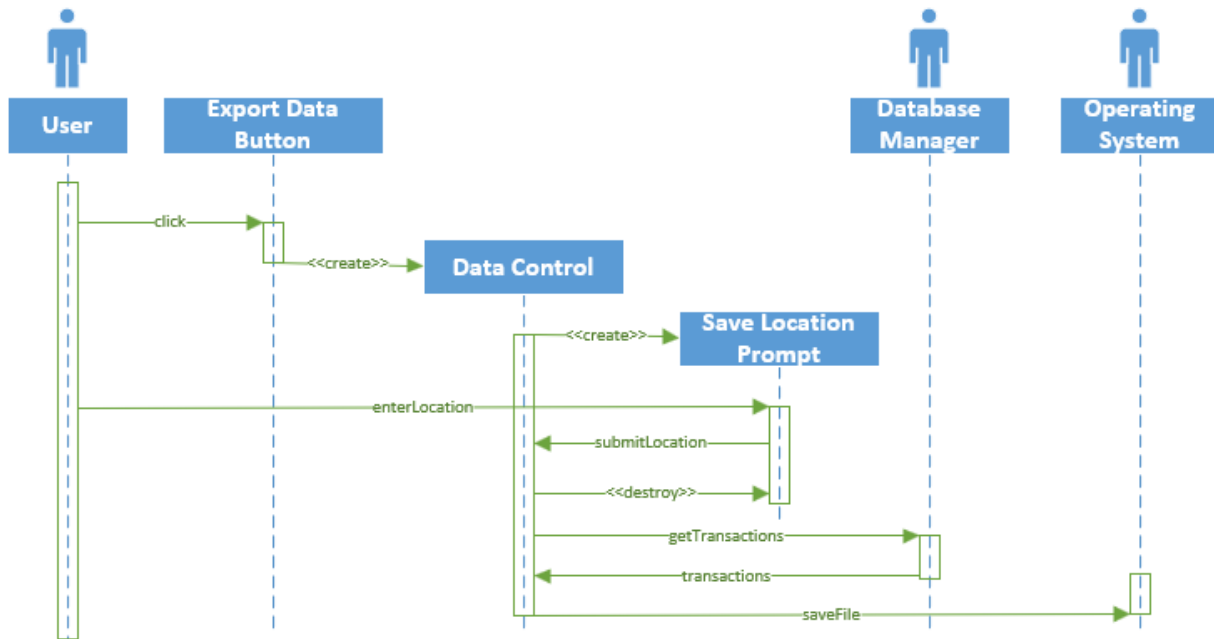 User
Export Data
Button
Database
Manager
Operating
System
click
<<create>>
Data Control
<<create>>
Save Location
Prompt
enterLocation
submitLocation
<<destroy>>
getTransactions
transactions
saveFile